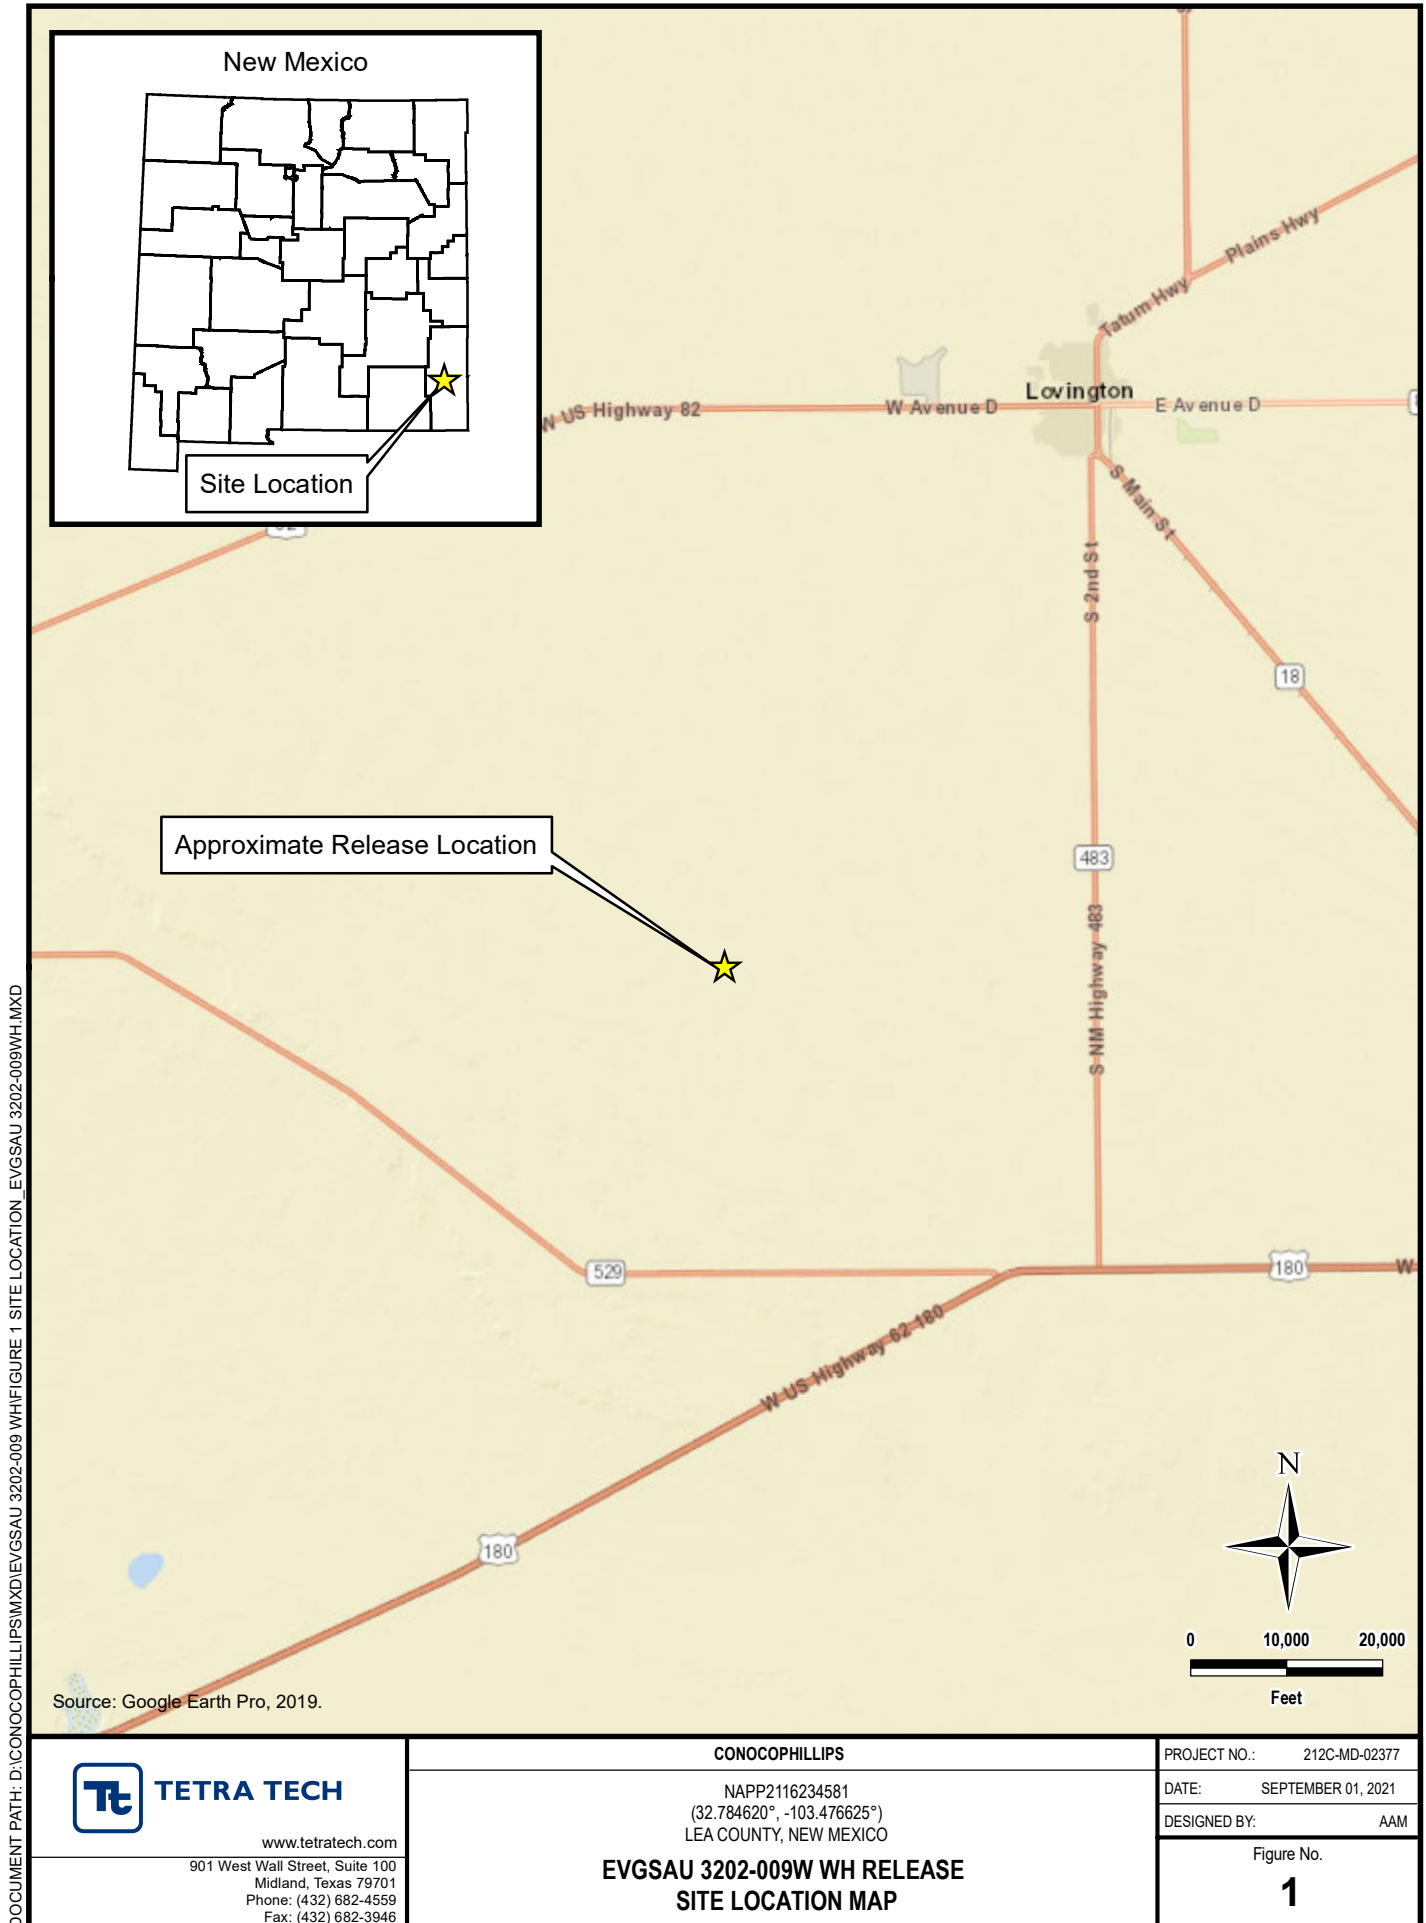 New Mexico
Site Location
Plains Hwy
Tatum Hwy
Lovington
W US Highway 82
W Avenue D
E Avenue D
S Main St
S 2nd St
18
Approximate Release Location
483
S NM Highway 483
529
180
W
W US Highway 62 180
180
N
0 10,000 20,000
Feet
Source: Google Earth Pro, 2019.
DOCUMENT PATH: D:\CONOCOPHILLIPS\MXD\EVGSAU 3202-009 WH\FIGURE 1 SITE LOCATION_EVGSAU 3202-009WH.MXD
Tt TETRA TECH
www.tetratech.com
901 West Wall Street, Suite 100
Midland, Texas 79701
Phone: (432) 682-4559
Fax: (432) 682-3946
CONOCOPHILLIPS
NAPP2116234581
(32.784620°, -103.476625°)
LEA COUNTY, NEW MEXICO
EVGSAU 3202-009W WH RELEASE
SITE LOCATION MAP
PROJECT NO.: 212C-MD-02377
DATE: SEPTEMBER 01, 2021
DESIGNED BY: AAM
Figure No.
1